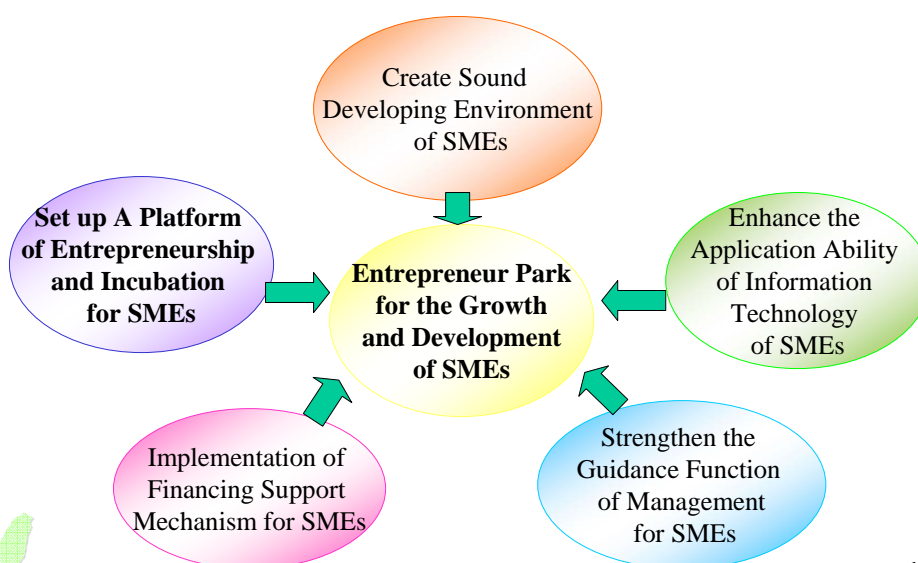 Create Sound
Developing Environment
of SMEs
Set up A Platform
of Entrepreneurship
and Incubation
for SMEs
Enhance the
Application Ability
of Information
Technology
of SMEs
Entrepreneur Park
for the Growth
and Development
of SMEs
Implementation of
Financing Support
Mechanism for SMEs
Strengthen the
Guidance Function
of Management
for SMEs